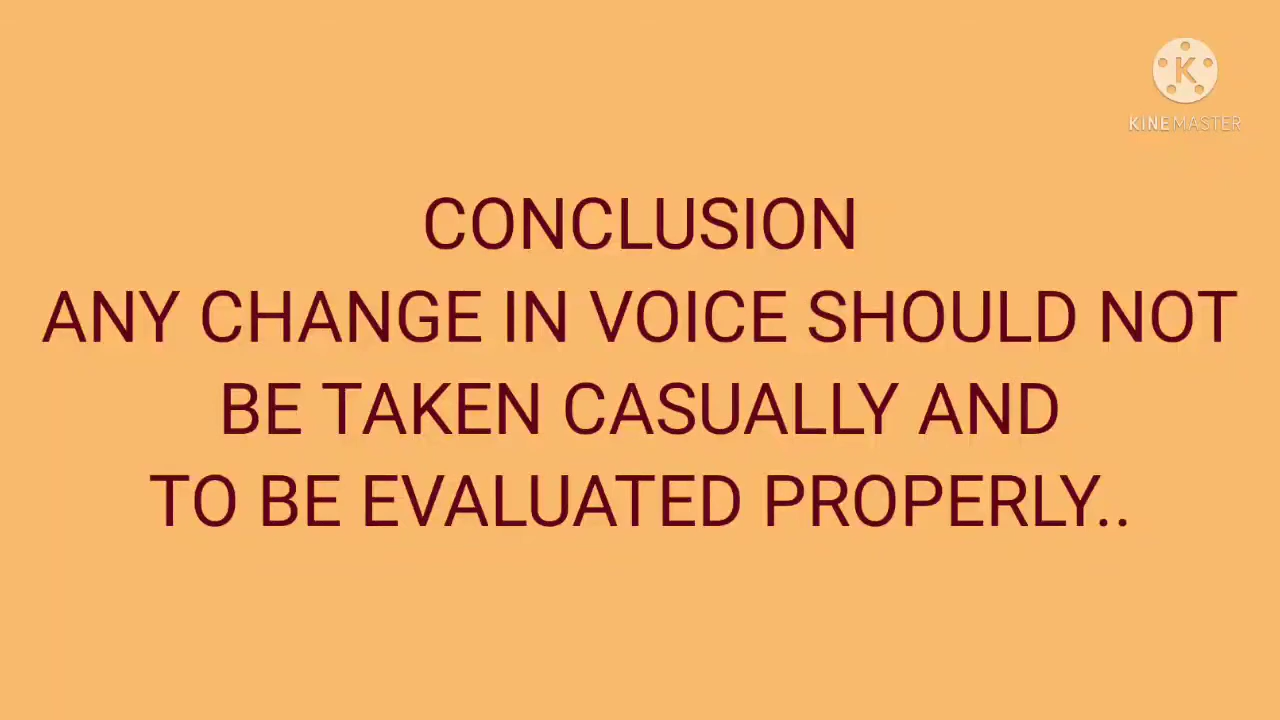 K
KINEMASTER
CONCLUSION
ANY CHANGE IN VOICE SHOULD NOT
BE TAKEN CASUALLY AND
TO BE EVALUATED PROPERLY..